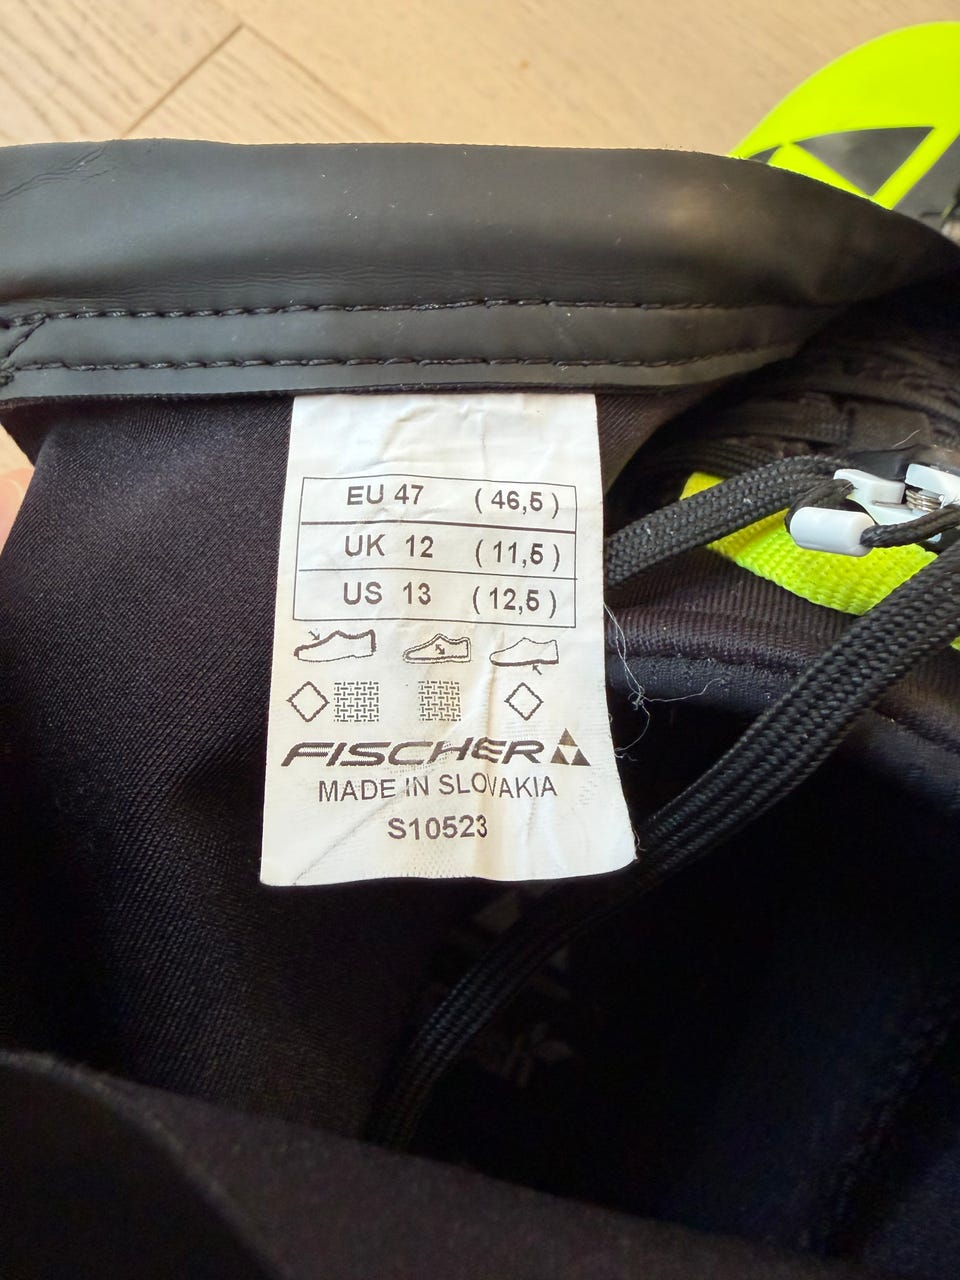 EU 47 (46,5)
UK 12 (11,5)
US 13 (12,5)
FISCHER
MADE IN SLOVAKIA
S10523